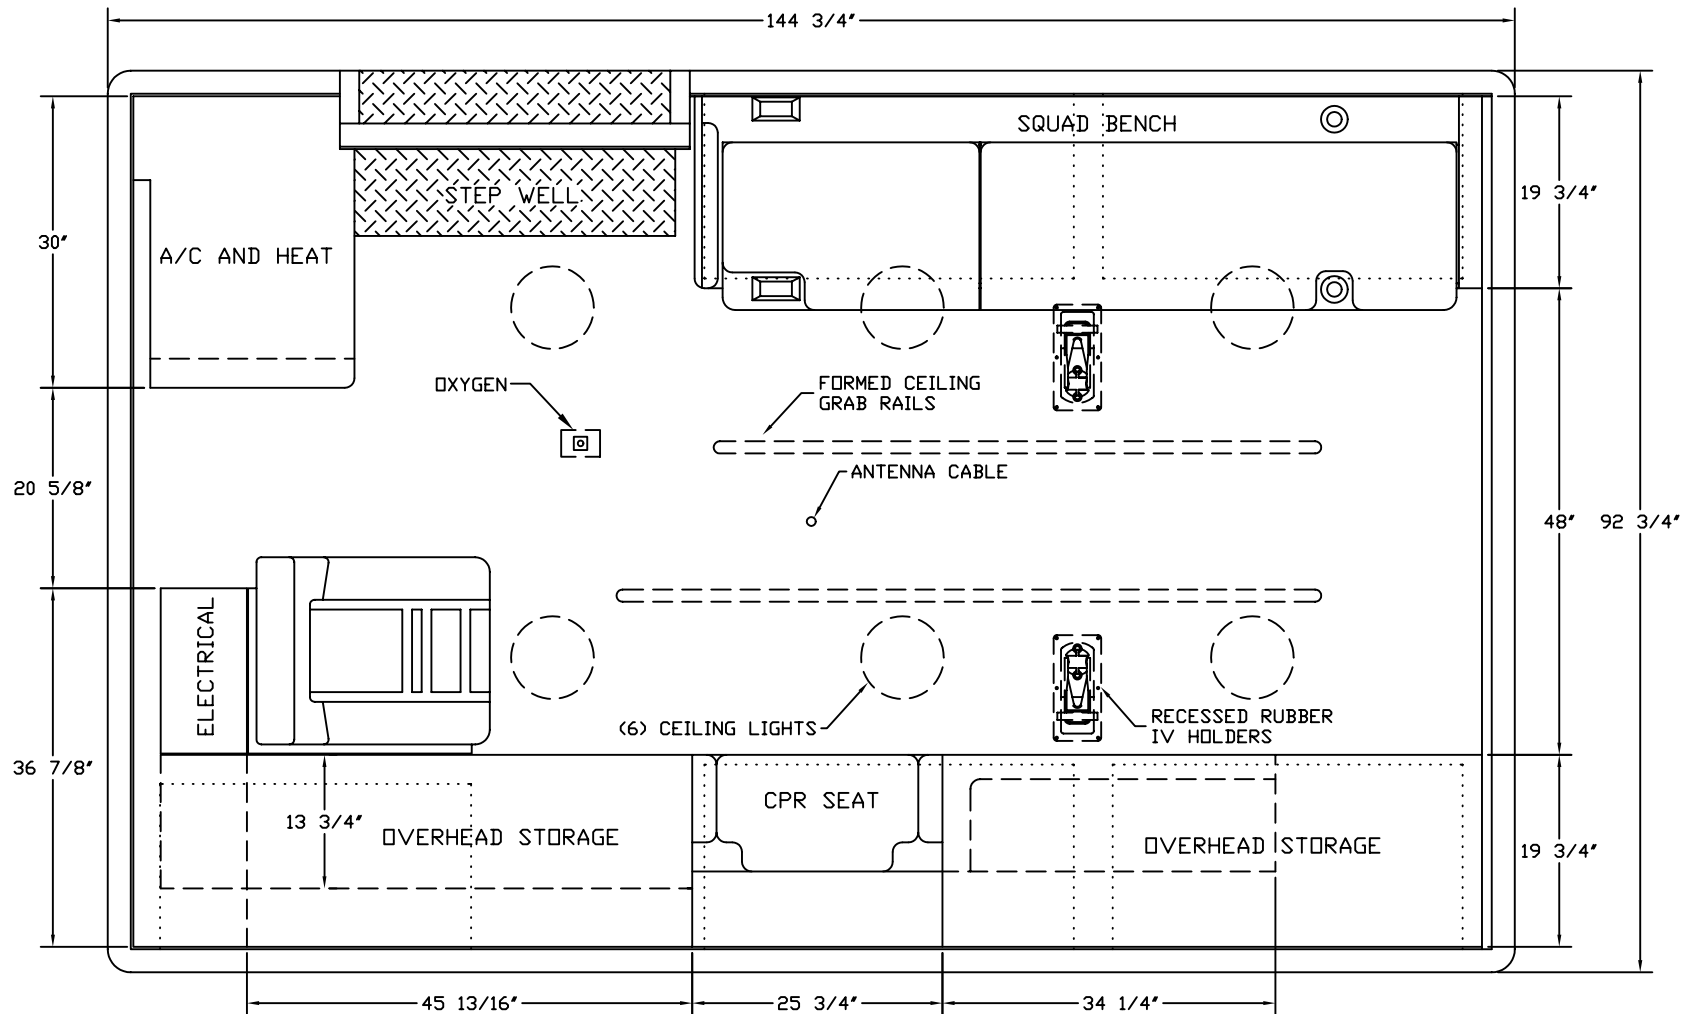 144 3/4"
SQUAD BENCH
STEP WELL
19 3/4"
30"
A/C AND HEAT
OXYGEN
FORMED CEILING
GRAB RAILS
ANTENNA CABLE
20 5/8"
48"
92 3/4"
ELECTRICAL
(6) CEILING LIGHTS
RECESSED RUBBER
IV HOLDERS
36 7/8"
13 3/4"
OVERHEAD STORAGE
CPR SEAT
OVERHEAD STORAGE
19 3/4"
45 13/16"
25 3/4"
34 1/4"